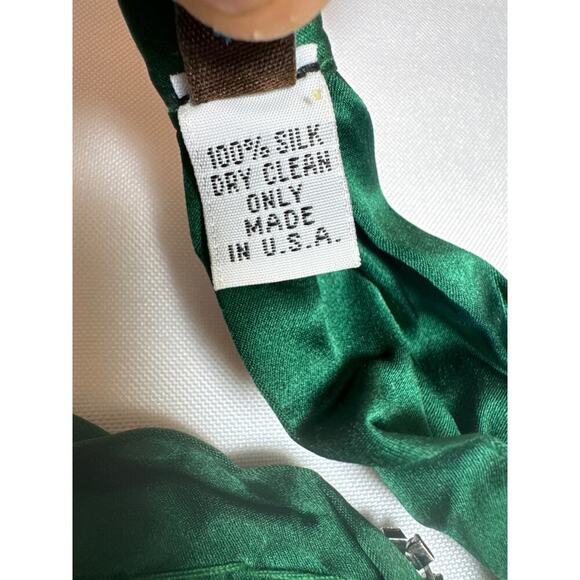 100% SILK
DRY CLEAN
ONLY
MADE
IN U.S.A.